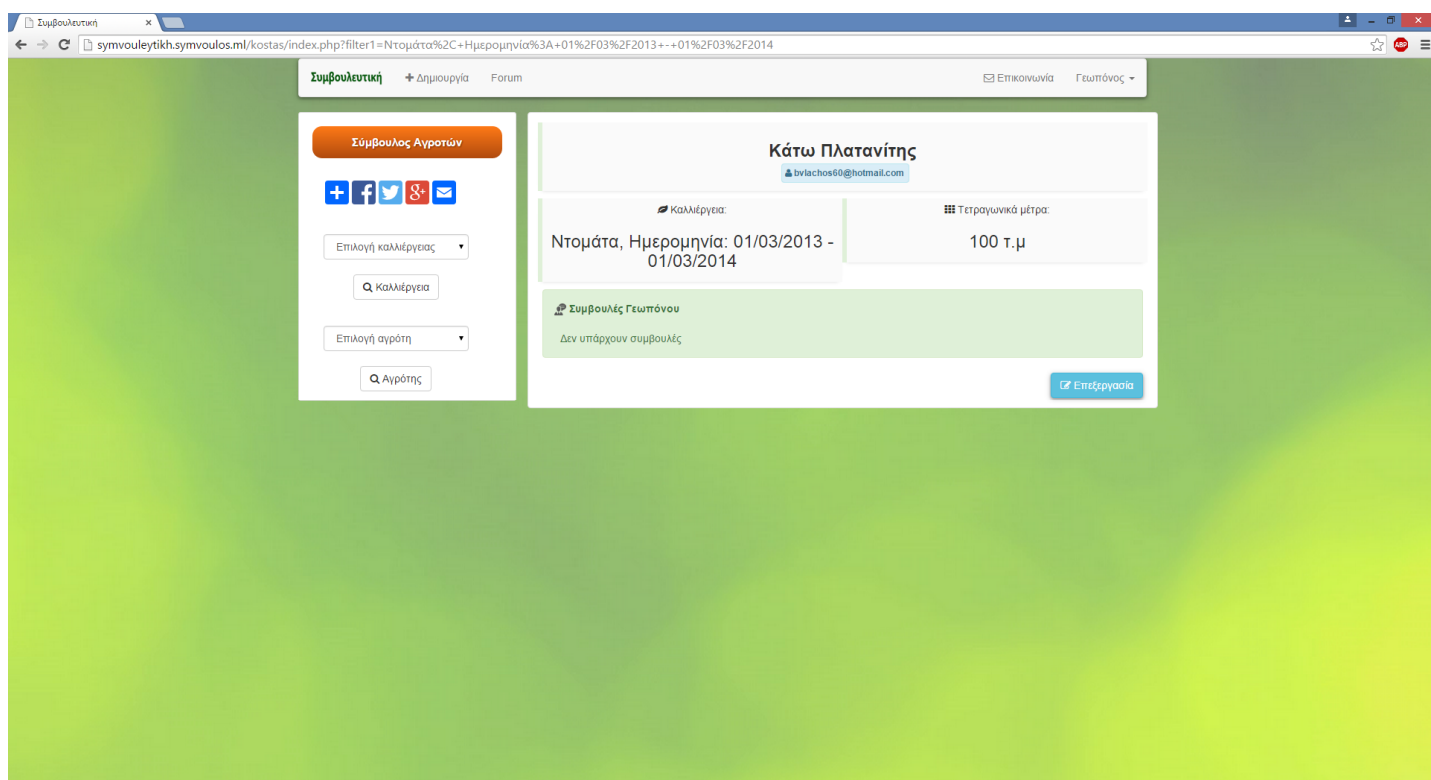 Συμβουλευτική
symvouleytikh.symvoulos.ml/kostas/index.php?filter1=Ντομάτα%2C+Ημερομηνία%3A+01%2F03%2F2013+-+01%2F03%2F2014
ABP
Συμβουλευτική Δημιουργία Forum Επικοινωνία Γεωπόνος
Σύμβουλος Αγροτών
Επιλογή καλλιέργειας
Καλλιέργεια
Επιλογή αγρότη
Αγρότης
Κάτω Πλατανίτης
bvlachos60@hotmail.com
Καλλιέργεια:
Ντομάτα, Ημερομηνία: 01/03/2013 -
01/03/2014
Τετραγωνικά μέτρα:
100 τ.μ
Συμβουλές Γεωπόνου
Δεν υπάρχουν συμβουλές
Επεξεργασία